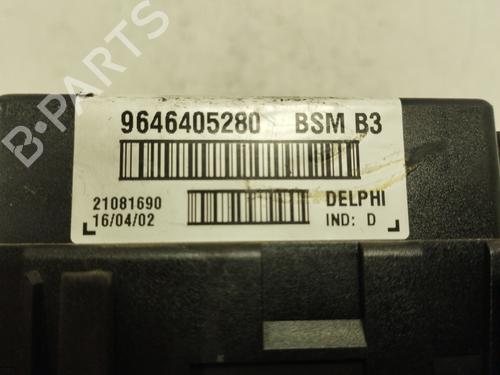 9646405280 BSM B3
21081690 DELPHI
16/04/02 IND: D
B-PARTS